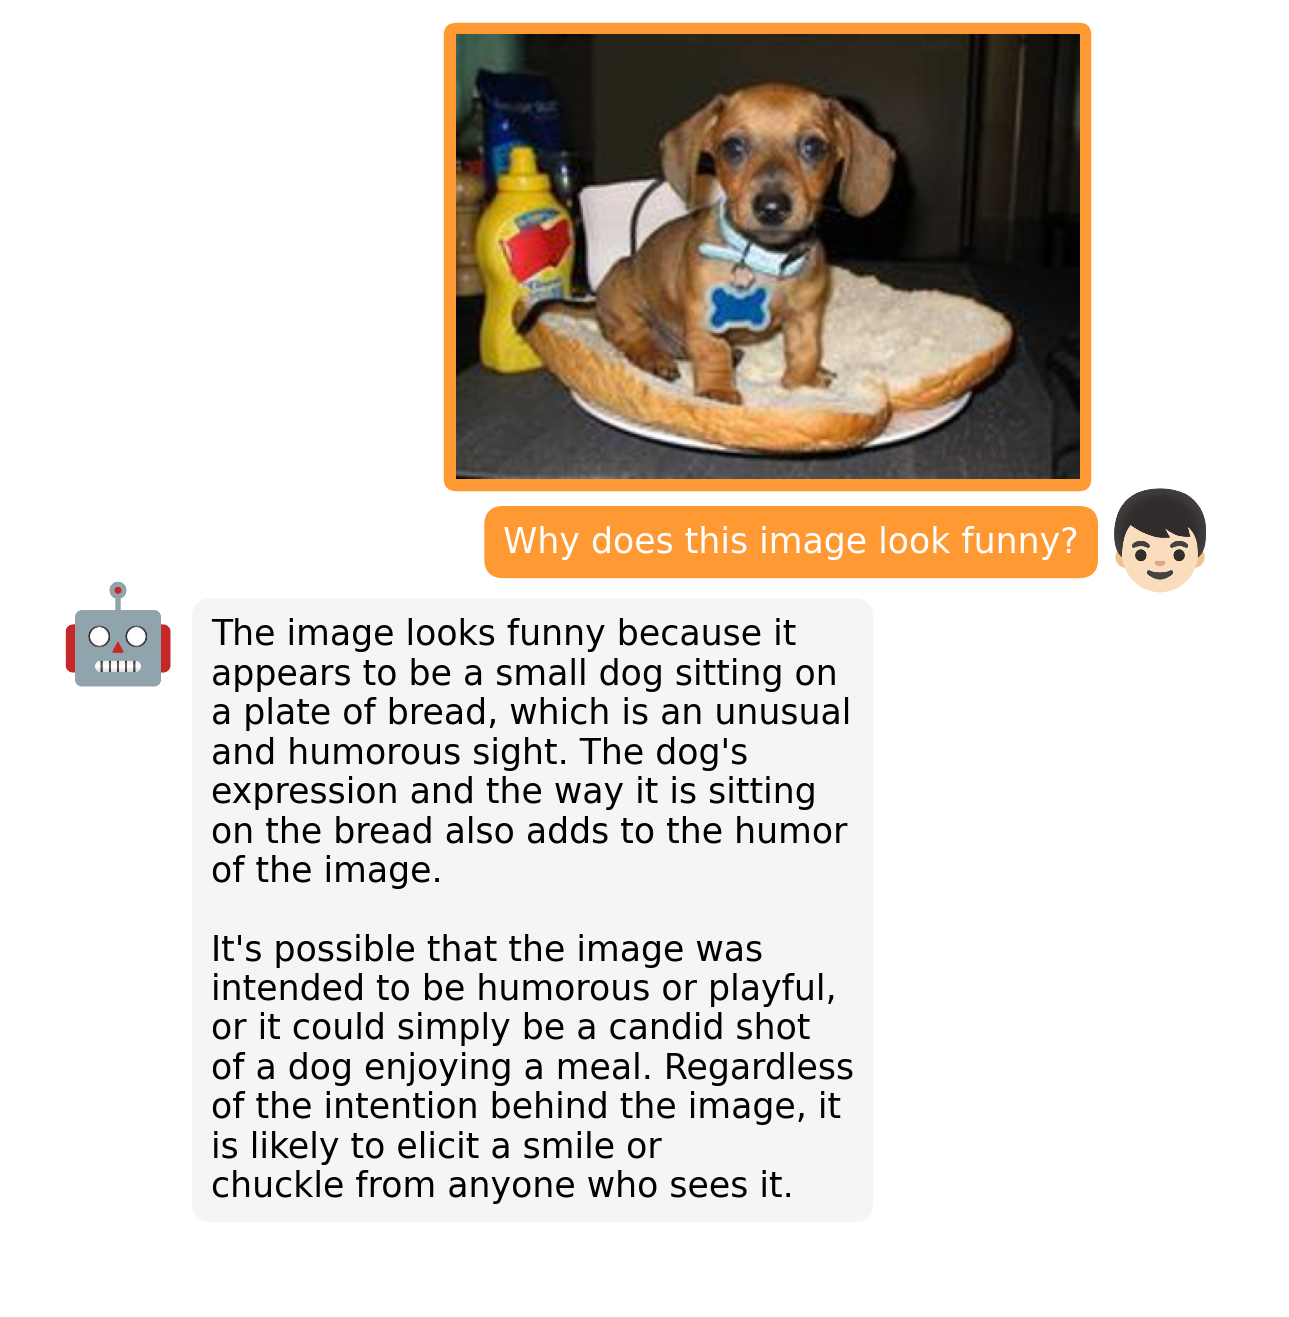 Why does this image look funny?
The image looks funny because it
appears to be a small dog sitting on
a plate of bread, which is an unusual
and humorous sight. The dog's
expression and the way it is sitting
on the bread also adds to the humor
of the image.
It's possible that the image was
intended to be humorous or playful,
or it could simply be a candid shot
of a dog enjoying a meal. Regardless
of the intention behind the image, it
is likely to elicit a smile or
chuckle from anyone who sees it.